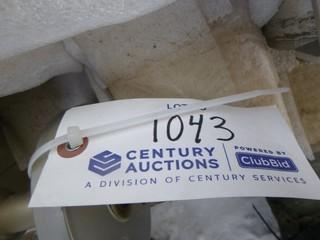 LOT
1043
CENTURY AUCTIONS
POWERED BY
ClubBid
A DIVISION OF CENTURY SERVICES